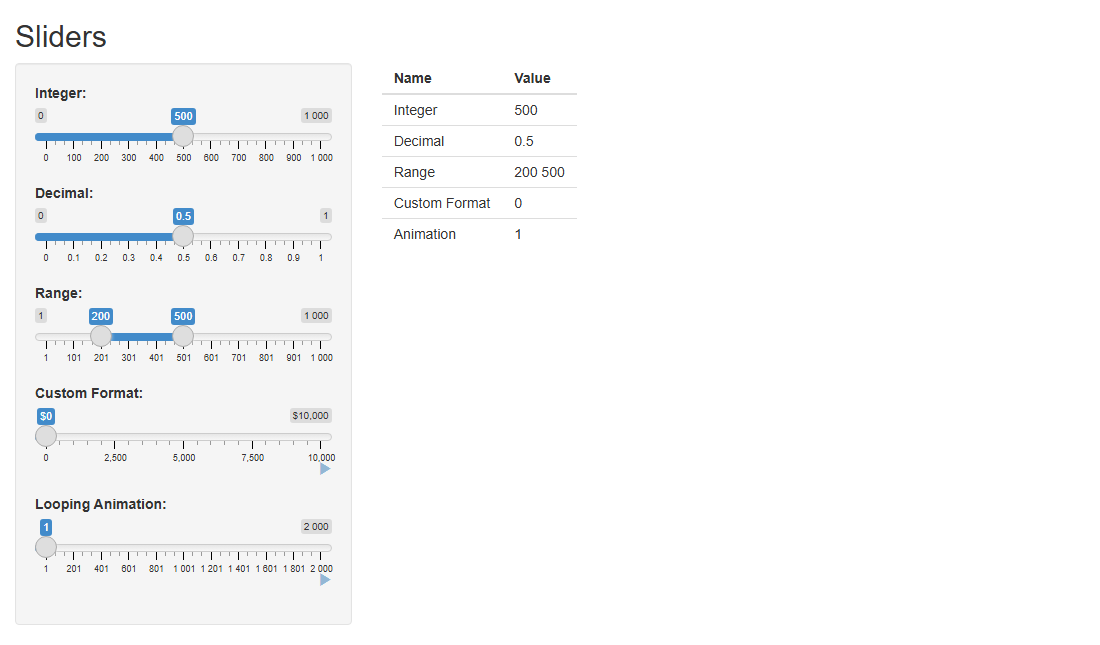 Sliders
Integer:
0 500 1 000
0 100 200 300 400 500 600 700 800 900 1 000
Decimal:
0 0.5 1
0 0.1 0.2 0.3 0.4 0.5 0.6 0.7 0.8 0.9 1
Range:
1 200 500 1 000
1 101 201 301 401 501 601 701 801 901 1 000
Custom Format:
$0 $10,000
0 2,500 5,000 7,500 10,000
Looping Animation:
1 2 000
1 201 401 601 801 1 001 1 201 1 401 1 601 1 801 2 000
Name Value
Integer 500
Decimal 0.5
Range 200 500
Custom Format 0
Animation 1